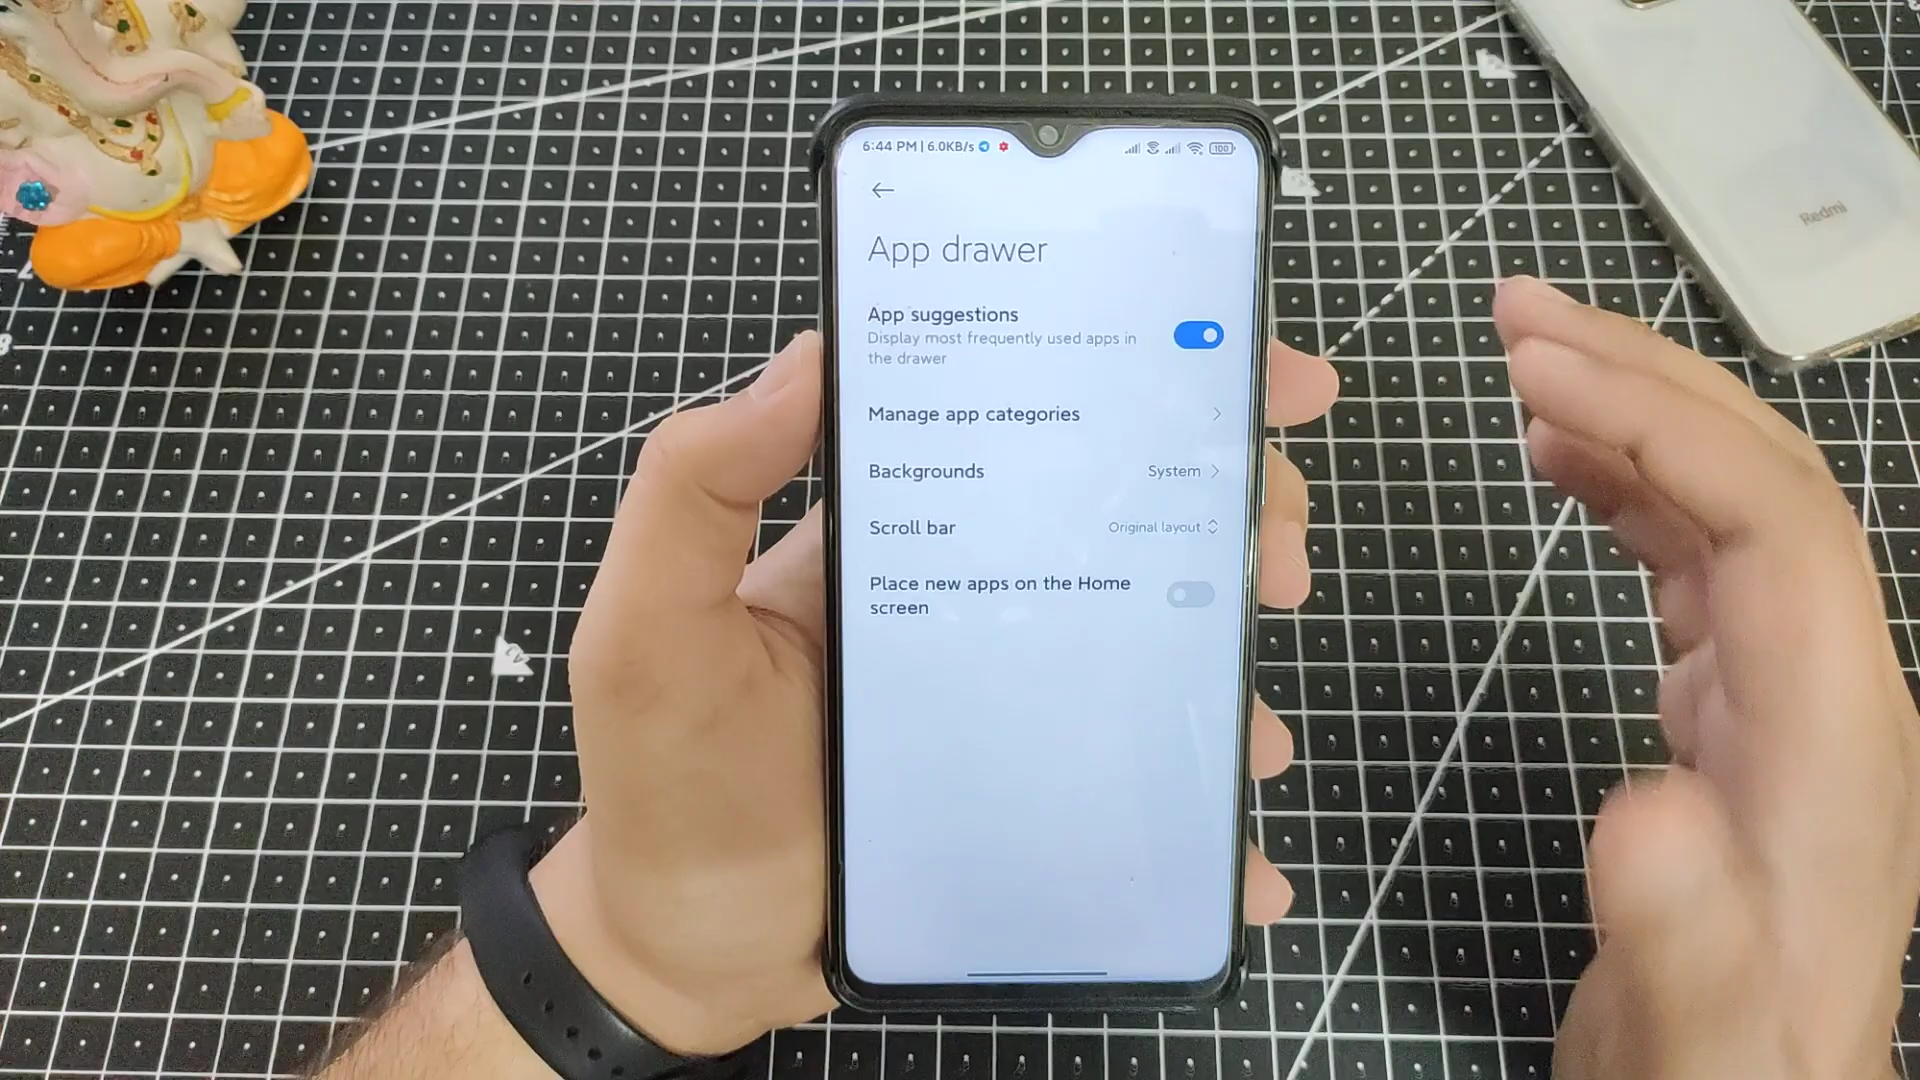 6:44 PM | 6.0KB/s
100
App drawer
App suggestions
Display most frequently used apps in
the drawer
Manage app categories
Backgrounds
System
Scroll bar
Original layout
Place new apps on the Home
screen
Redmi